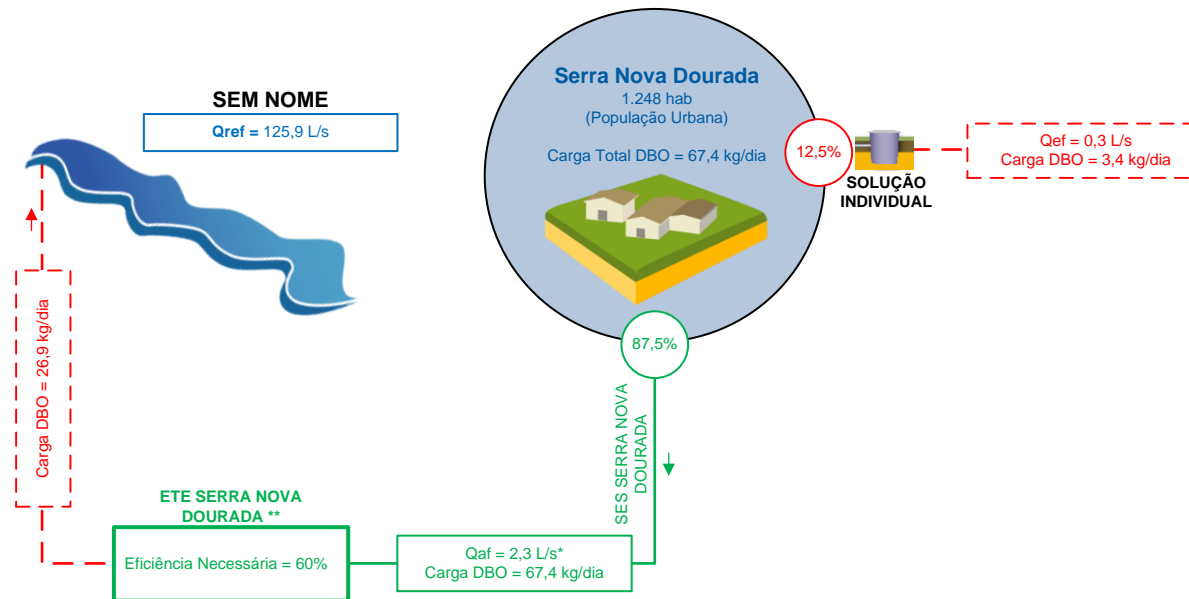 Serra Nova Dourada
1.248 hab
(População Urbana)
Carga Total DBO = 67,4 kg/dia
SEM NOME
Qref = 125,9 L/s
12,5%
SOLUÇÃO
INDIVIDUAL
Qef = 0,3 L/s
Carga DBO = 3,4 kg/dia
87,5%
SES SERRA NOVA
DOURADA
Carga DBO = 26,9 kg/dia
ETE SERRA NOVA
DOURADA **
Eficiência Necessária = 60%
Qaf = 2,3 L/s*
Carga DBO = 67,4 kg/dia